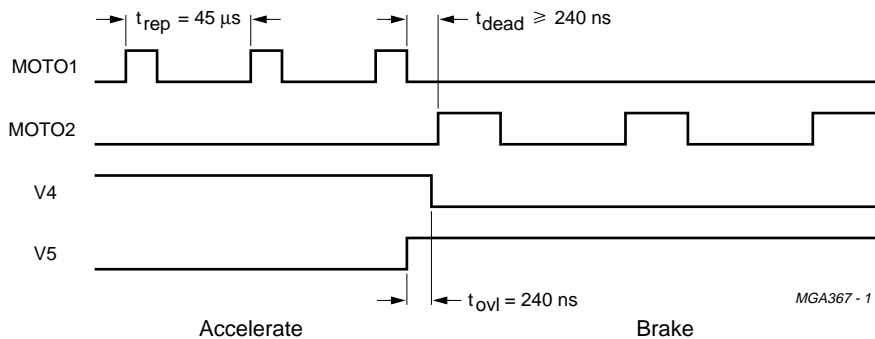 t_rep = 45 μs
t_dead ≥ 240 ns
MOTO1
MOTO2
V4
V5
t_ovl = 240 ns
MGA367 - 1
Accelerate
Brake